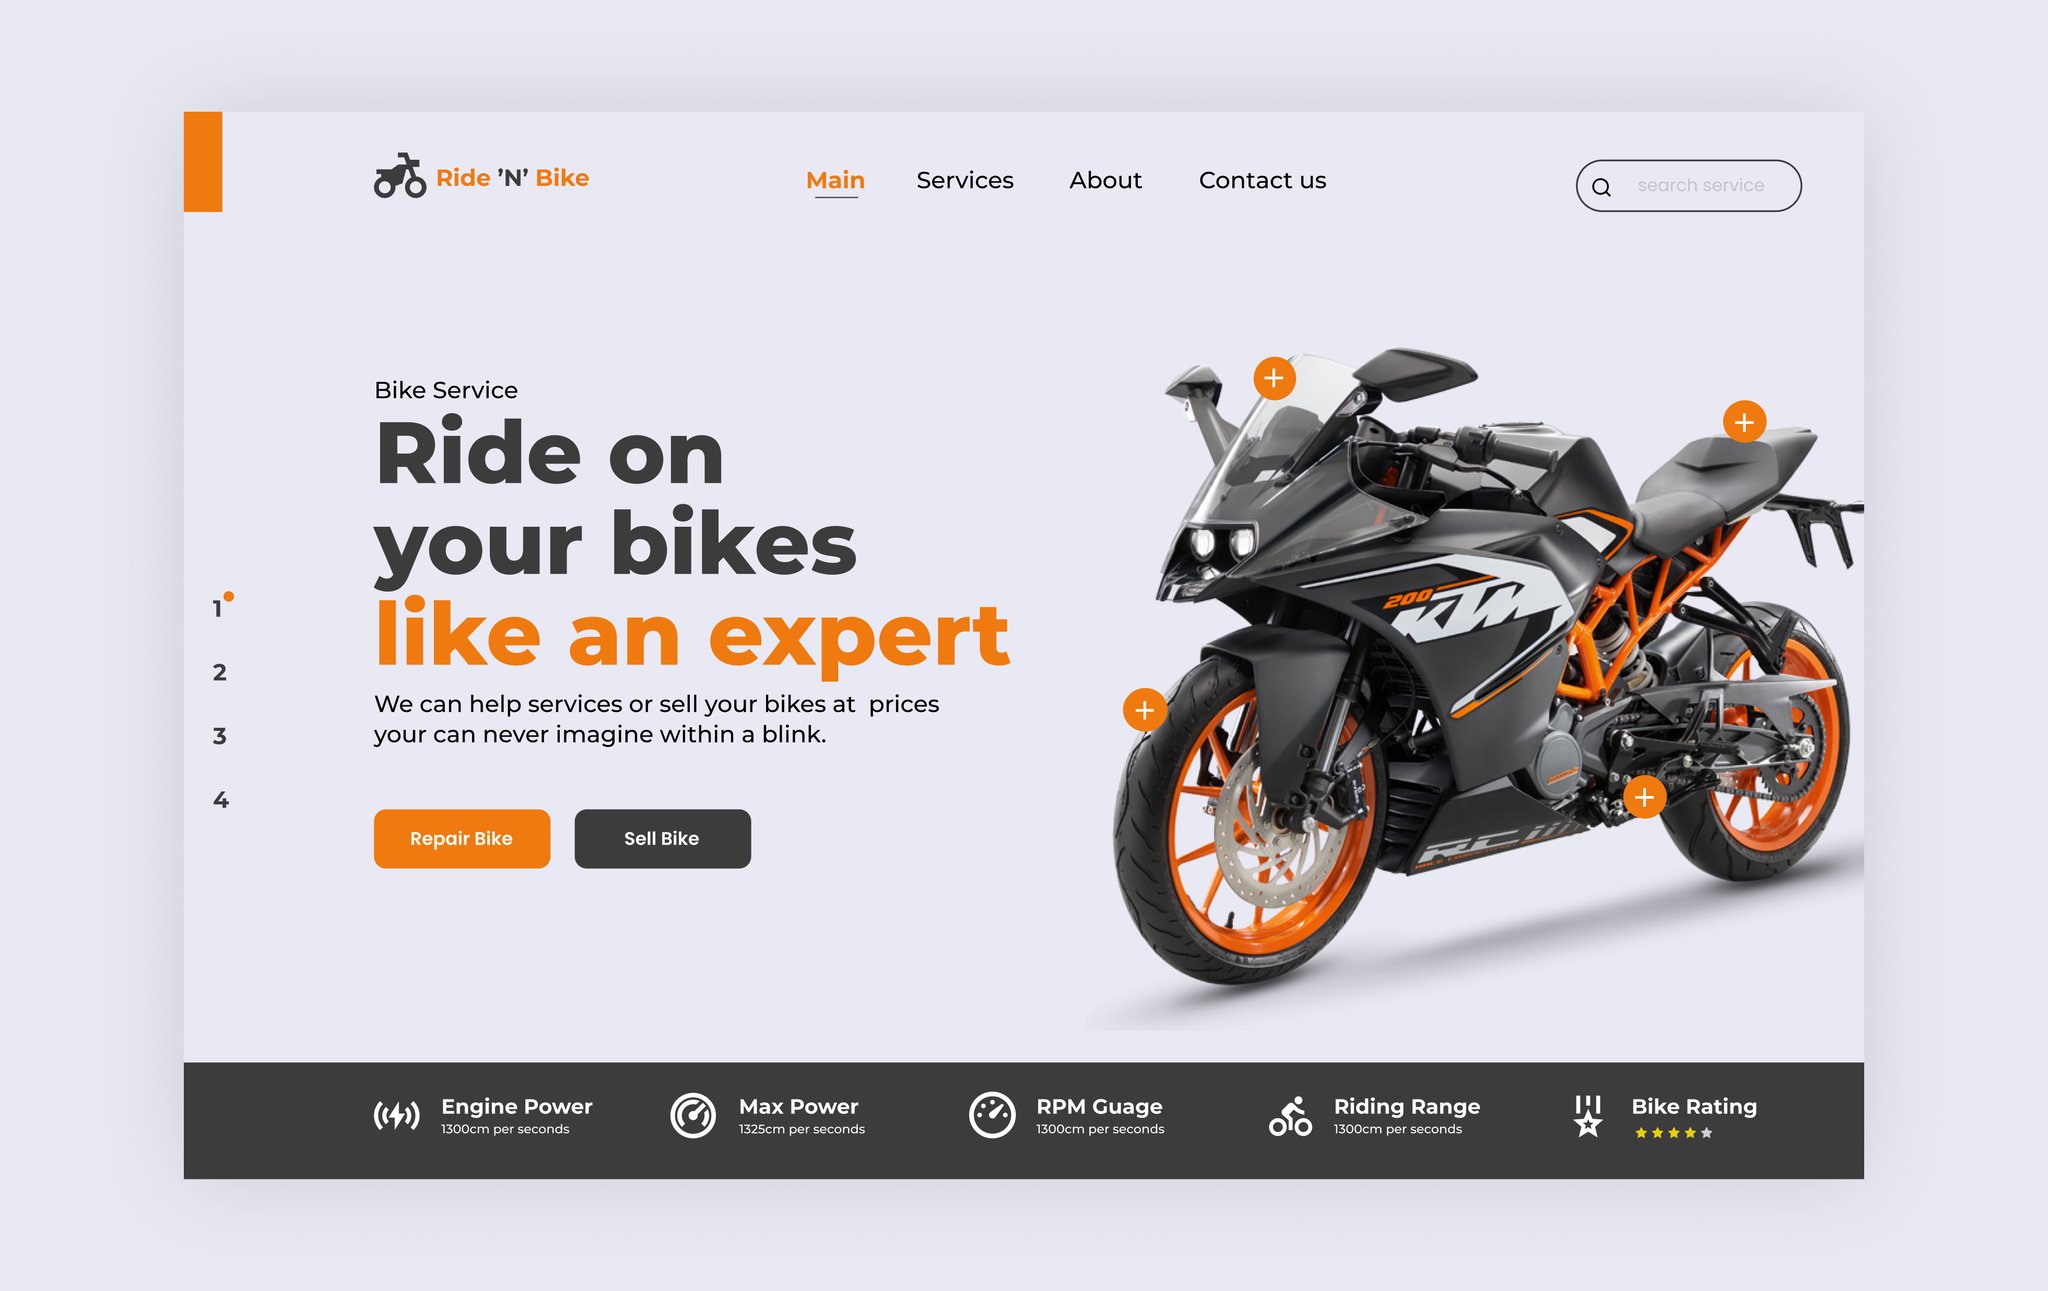 Ride 'N' Bike
Main
Services
About
Contact us
search service
Bike Service
Ride on
your bikes
like an expert
We can help services or sell your bikes at  prices
your can never imagine within a blink.
Repair Bike
Sell Bike
1
2
3
4
200
KTM
RC
Engine Power
1300cm per seconds
Max Power
1325cm per seconds
RPM Guage
1300cm per seconds
Riding Range
1300cm per seconds
Bike Rating